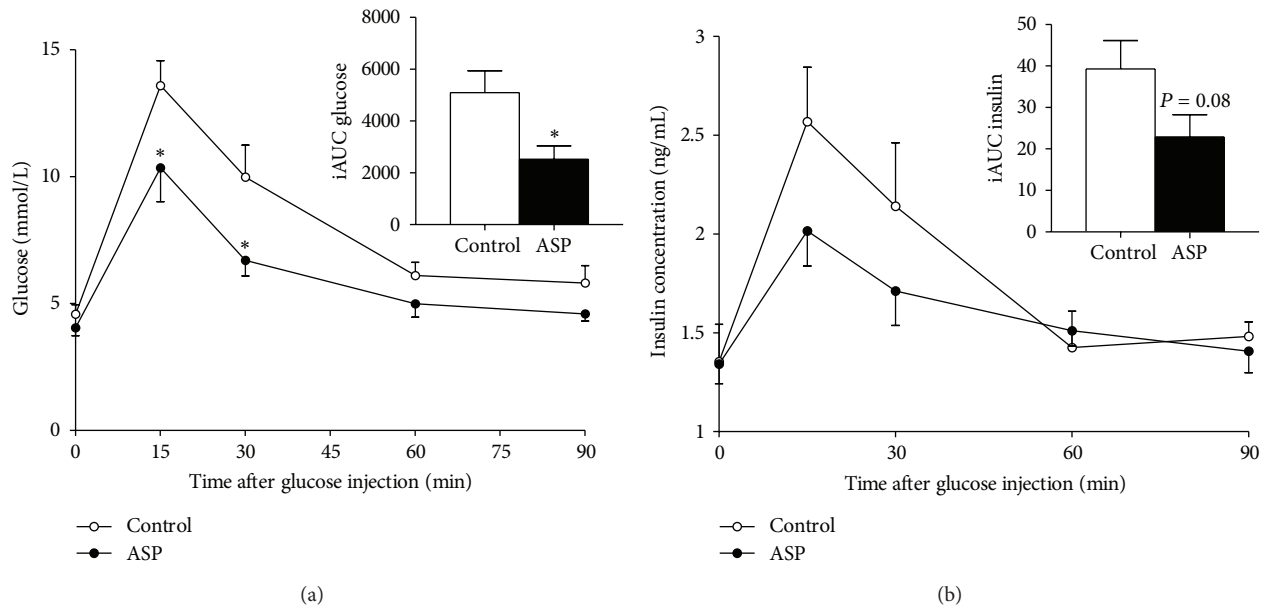 15
10
5
0
Glucose (mmol/L)
0
15
30
45
60
75
90
Time after glucose injection (min)
8000
6000
4000
2000
0
iAUC glucose
*
Control
ASP
*
*
Control
ASP
(a)
3
2.5
2
1.5
1
Insulin concentration (ng/mL)
0
30
60
90
Time after glucose injection (min)
50
40
30
20
10
0
iAUC insulin
P = 0.08
Control
ASP
Control
ASP
(b)